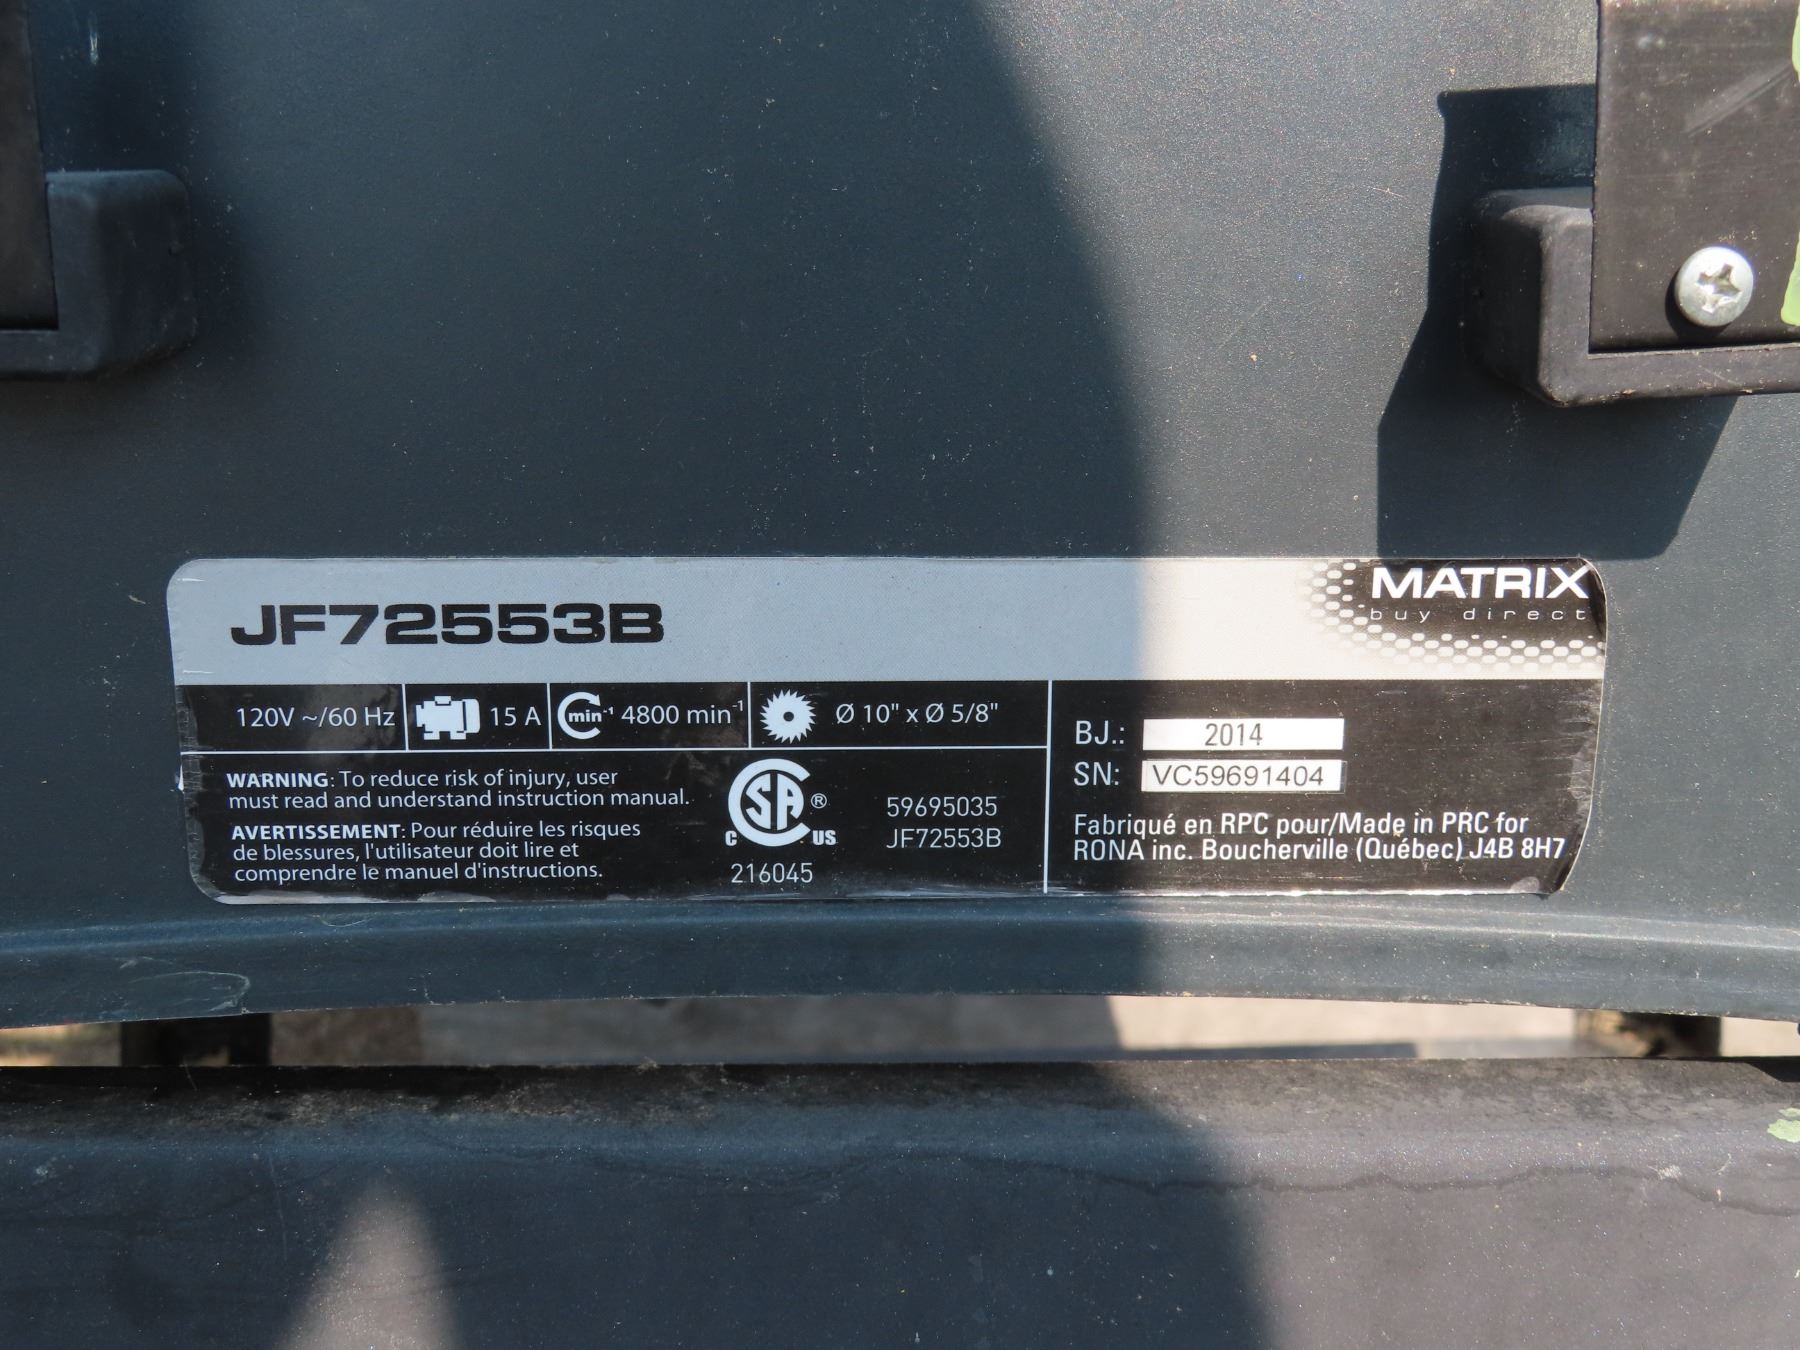 JF72553B
MATRIX
buy direct
120V ~/60 Hz
15 A
min⁻¹ 4800 min⁻¹
Ø 10" x Ø 5/8"
WARNING: To reduce risk of injury, user
must read and understand instruction manual.
AVERTISSEMENT: Pour réduire les risques
de blessures, l'utilisateur doit lire et
comprendre le manuel d'instructions.
CSA®
C US
216045
59695035
JF72553B
BJ.: 2014
SN: VC59691404
Fabriqué en RPC pour/Made in PRC for
RONA inc. Boucherville (Québec) J4B 8H7